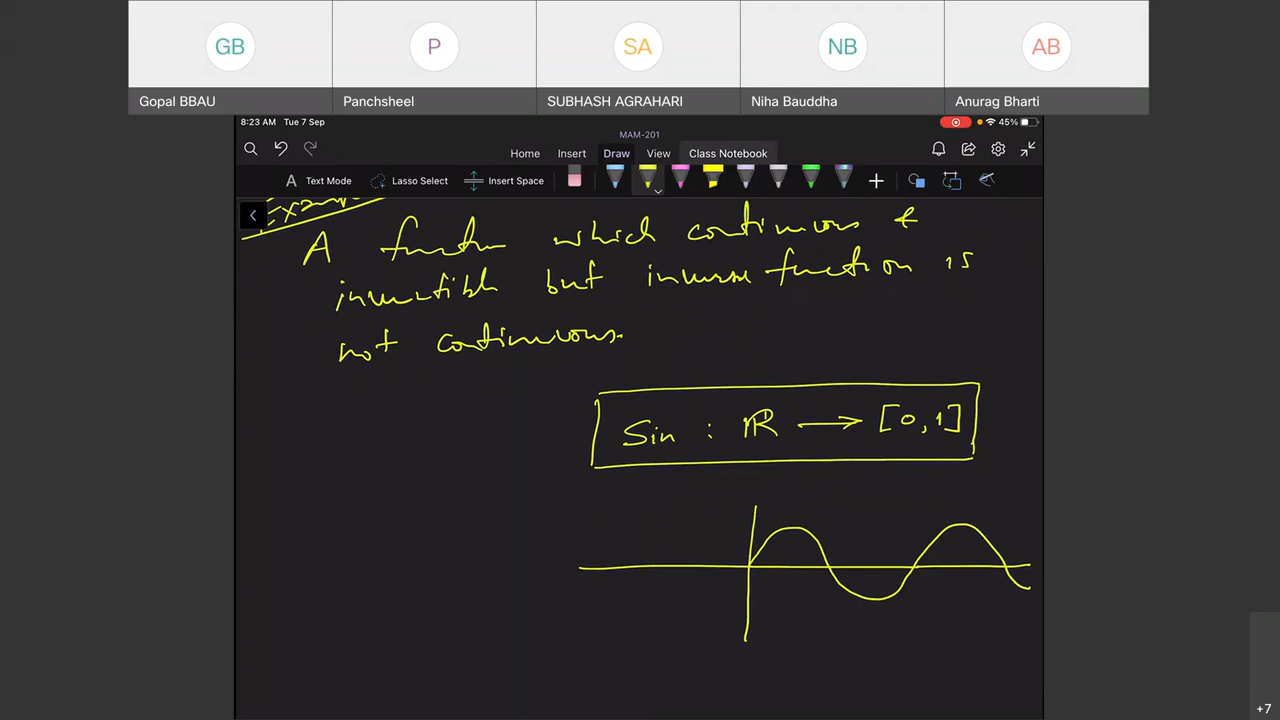 GB P SA NB AB
Gopal BBAU Panchsheel SUBHASH AGRAHARI Niha Bauddha Anurag Bharti
8:23 AM Tue 7 Sep 45%
MAM-201
Home Insert Draw View Class Notebook
A Text Mode Lasso Select Insert Space
A which continuous &
but inverse function is
not continuous.
Sin : ℝ → [0,1]
+7